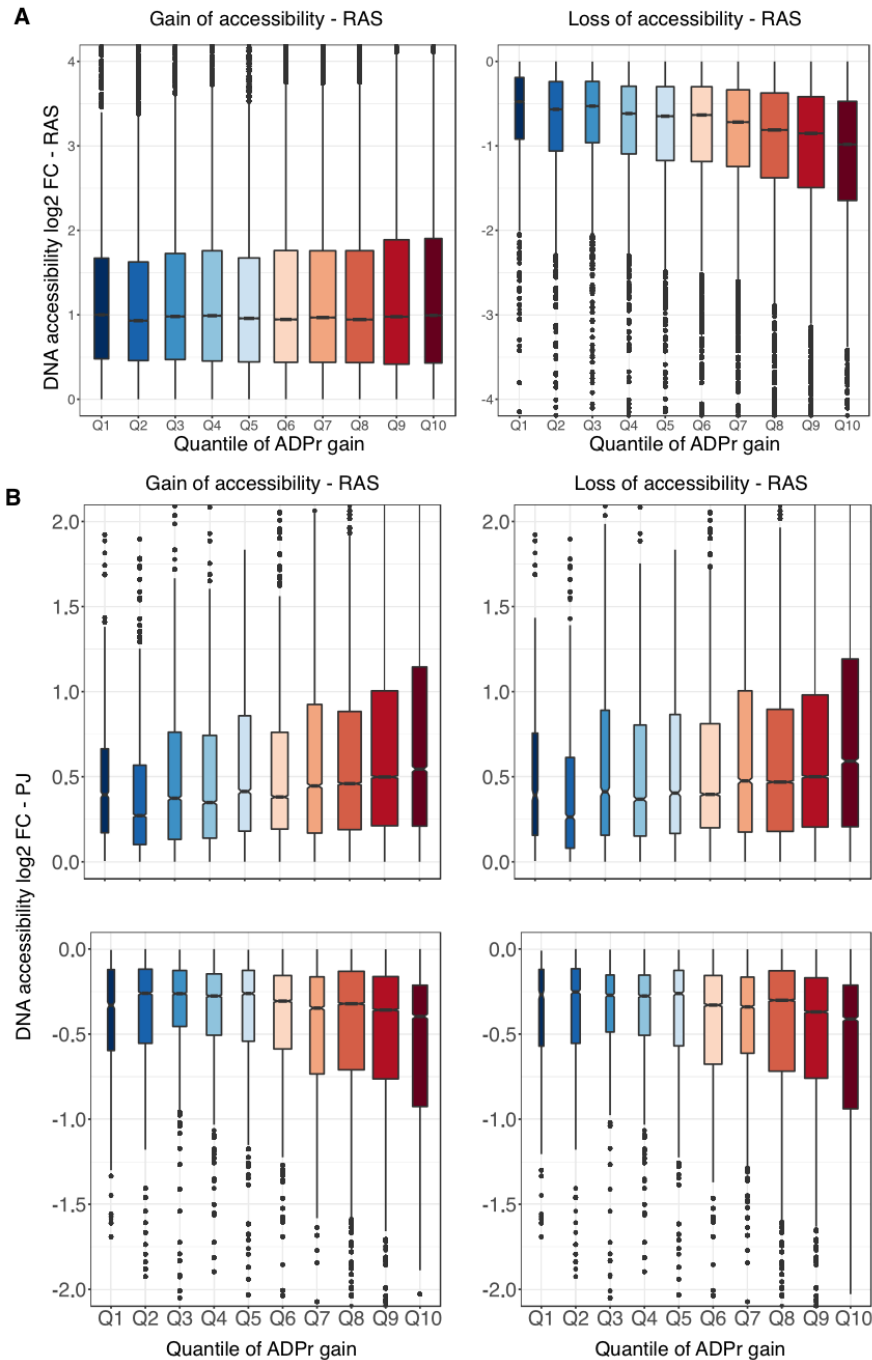 A
Gain of accessibility - RAS
Loss of accessibility - RAS
DNA accessibility log2 FC - RAS
4
3
2
1
0
0
-1
-2
-3
-4
Q1 Q2 Q3 Q4 Q5 Q6 Q7 Q8 Q9 Q10
Q1 Q2 Q3 Q4 Q5 Q6 Q7 Q8 Q9 Q10
Quantile of ADPr gain
Quantile of ADPr gain
B
Gain of accessibility - RAS
Loss of accessibility - RAS
DNA accessibility log2 FC - PJ
2.0
1.5
1.0
0.5
0.0
2.0
1.5
1.0
0.5
0.0
0.0
-0.5
-1.0
-1.5
-2.0
0.0
-0.5
-1.0
-1.5
-2.0
Q1 Q2 Q3 Q4 Q5 Q6 Q7 Q8 Q9 Q10
Q1 Q2 Q3 Q4 Q5 Q6 Q7 Q8 Q9 Q10
Quantile of ADPr gain
Quantile of ADPr gain